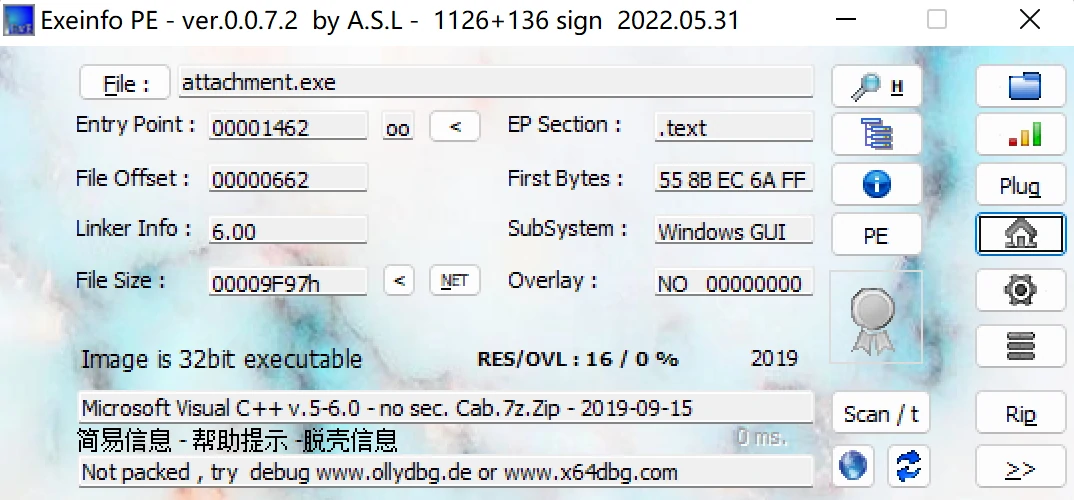 Exeinfo PE - ver.0.0.7.2 by A.S.L - 1126+136 sign 2022.05.31
File : attachment.exe H
Entry Point : 00001462 oo < EP Section : .text
File Offset : 00000662 First Bytes : 55 8B EC 6A FF Plug
Linker Info : 6.00 SubSystem : Windows GUI PE
File Size : 00009F97h < NET Overlay : NO 00000000
Image is 32bit executable RES/OVL : 16 / 0 % 2019
Microsoft Visual C++ v.5-6.0 - no sec. Cab.7z.Zip - 2019-09-15 Scan / t Rip
简易信息 - 帮助提示 -脱壳信息 0 ms.
Not packed , try debug www.ollydbg.de or www.x64dbg.com >>